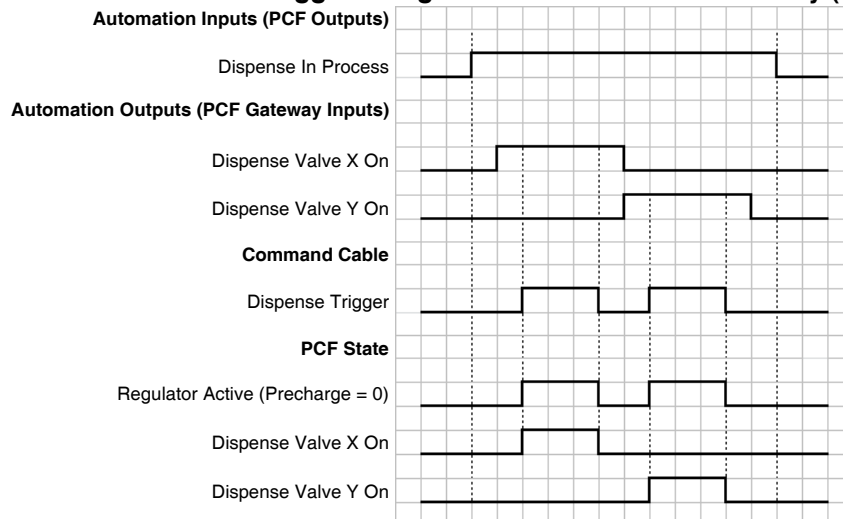 Automation Inputs (PCF Outputs)
Dispense In Process
Automation Outputs (PCF Gateway Inputs)
Dispense Valve X On
Dispense Valve Y On
Command Cable
Dispense Trigger
PCF State
Regulator Active (Precharge = 0)
Dispense Valve X On
Dispense Valve Y On